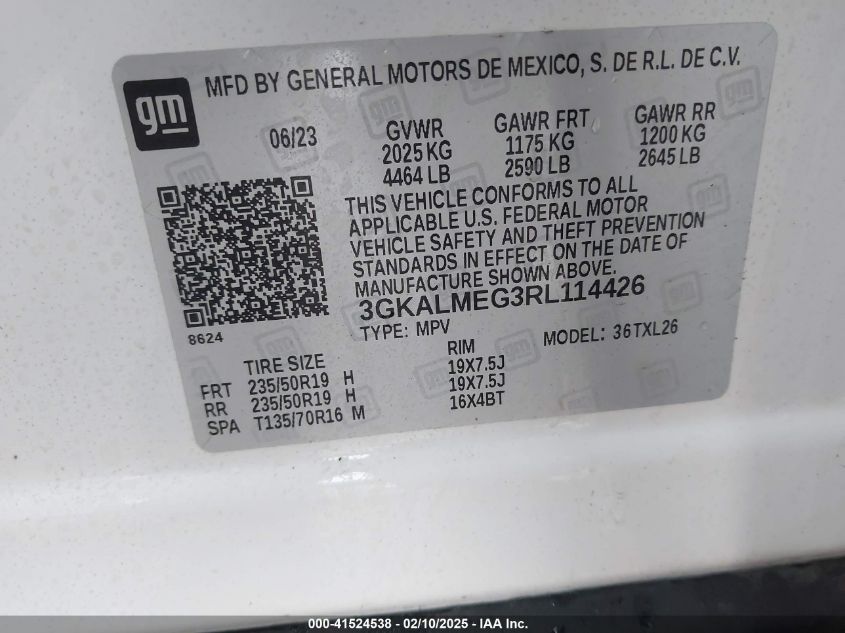 gm
MFD BY GENERAL MOTORS DE MEXICO, S. DE R.L. DE C.V.
06/23
GVWR
2025 KG
4464 LB
GAWR FRT
1175 KG
2590 LB
GAWR RR
1200 KG
2645 LB
THIS VEHICLE CONFORMS TO ALL
APPLICABLE U.S. FEDERAL MOTOR
VEHICLE SAFETY AND THEFT PREVENTION
STANDARDS IN EFFECT ON THE DATE OF
MANUFACTURE SHOWN ABOVE.
3GKALMEG3RL114426
TYPE: MPV MODEL: 36TXL26
8624
TIRE SIZE RIM
FRT 235/50R19 H 19X7.5J
RR 235/50R19 H 19X7.5J
SPA T135/70R16 M 16X4BT
000-41524538 - 02/10/2025 - IAA Inc.